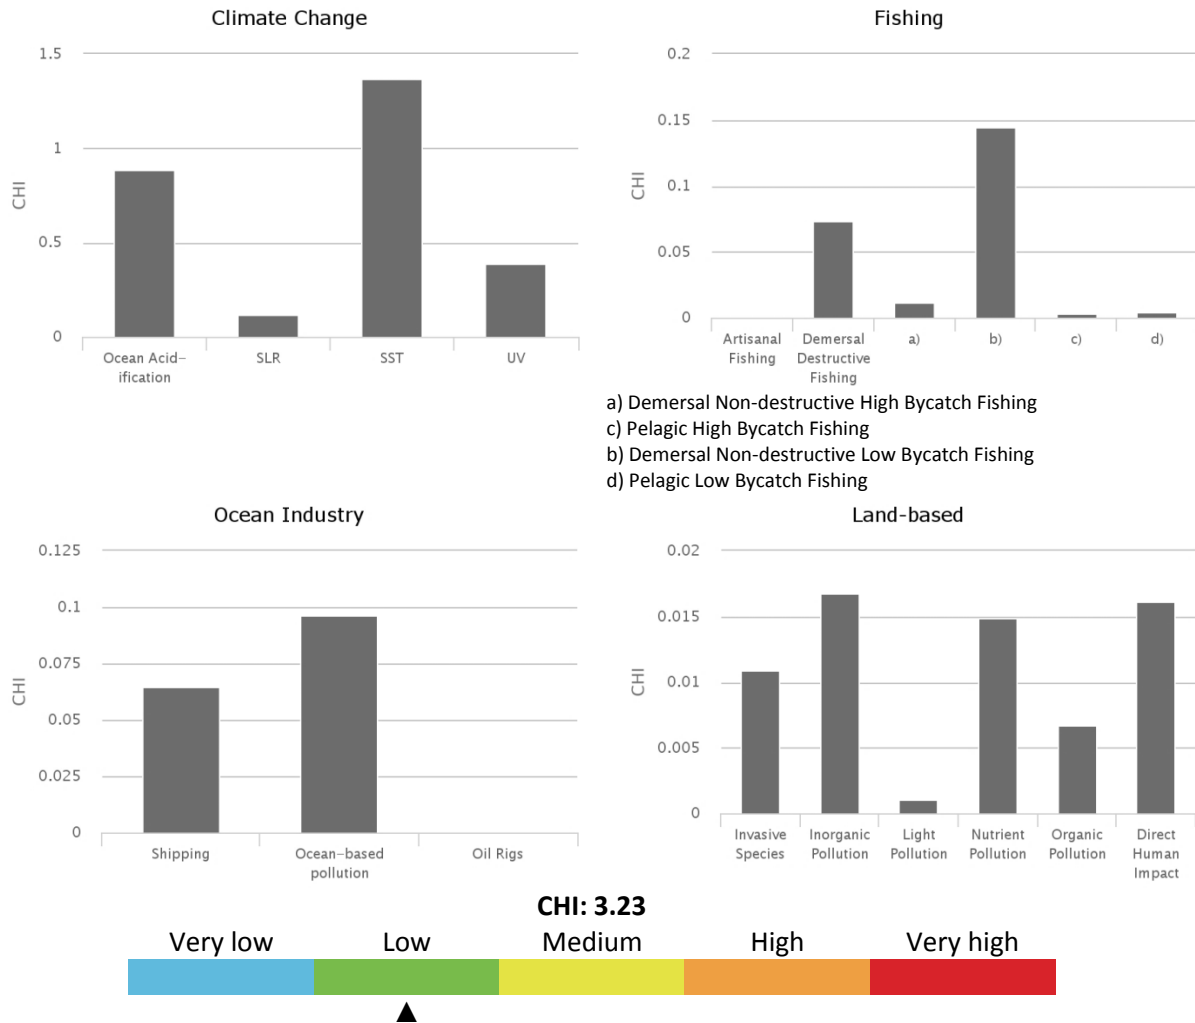 Climate Change
1.5
1
0.5
0
CHI
Ocean Acid–
ification
SLR
SST
UV
Fishing
0.2
0.15
0.1
0.05
0
CHI
Artisanal
Fishing
Demersal
Destructive
Fishing
a)
b)
c)
d)
a) Demersal Non-destructive High Bycatch Fishing
c) Pelagic High Bycatch Fishing
b) Demersal Non-destructive Low Bycatch Fishing
d) Pelagic Low Bycatch Fishing
Ocean Industry
0.125
0.1
0.075
0.05
0.025
0
CHI
Shipping
Ocean–based
pollution
Oil Rigs
Land-based
0.02
0.015
0.01
0.005
0
CHI
Invasive
Species
Inorganic
Pollution
Light
Pollution
Nutrient
Pollution
Organic
Pollution
Direct
Human
Impact
CHI: 3.23
Very low Low Medium High Very high